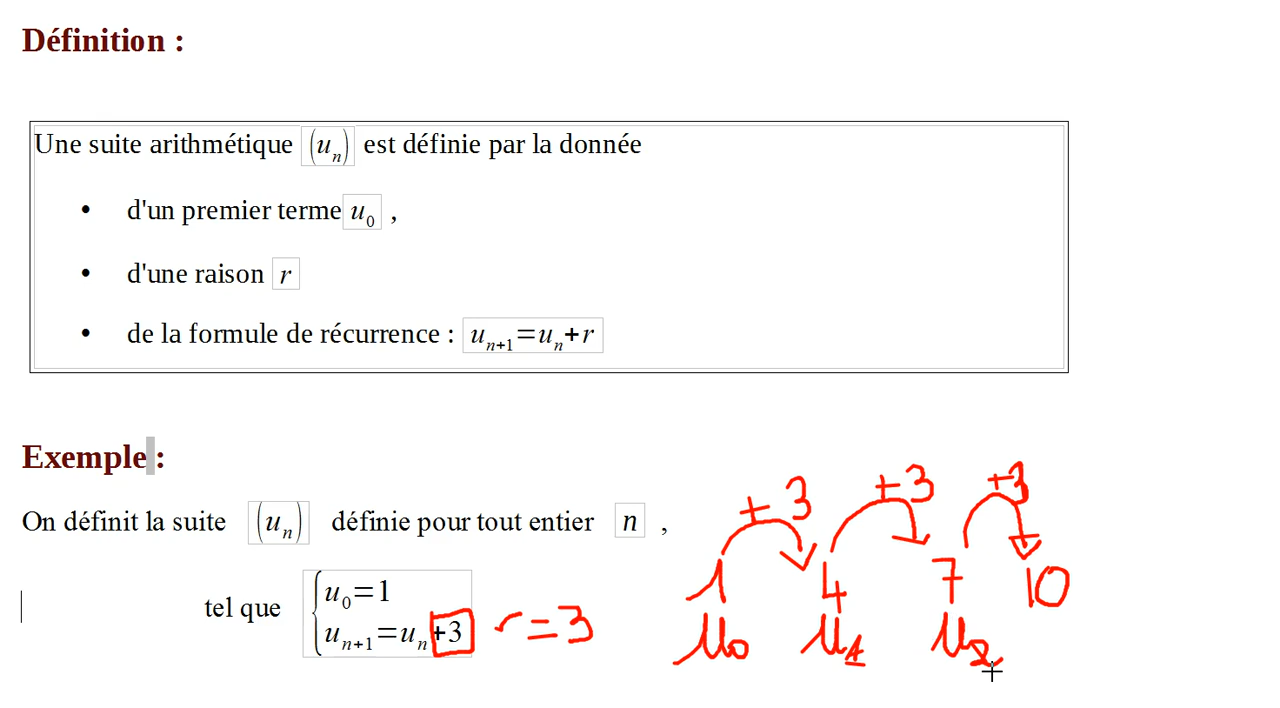 Définition :
Une suite arithmétique (uₙ) est définie par la donnée
• d'un premier terme u₀ ,
• d'une raison r
• de la formule de récurrence : uₙ₊₁=uₙ+r
Exemple :
On définit la suite (uₙ) définie pour tout entier n ,
tel que { u₀=1
uₙ₊₁=uₙ+3 r=3
+3 +3 +3
1 4 7 10
u₀ u₁ u₂